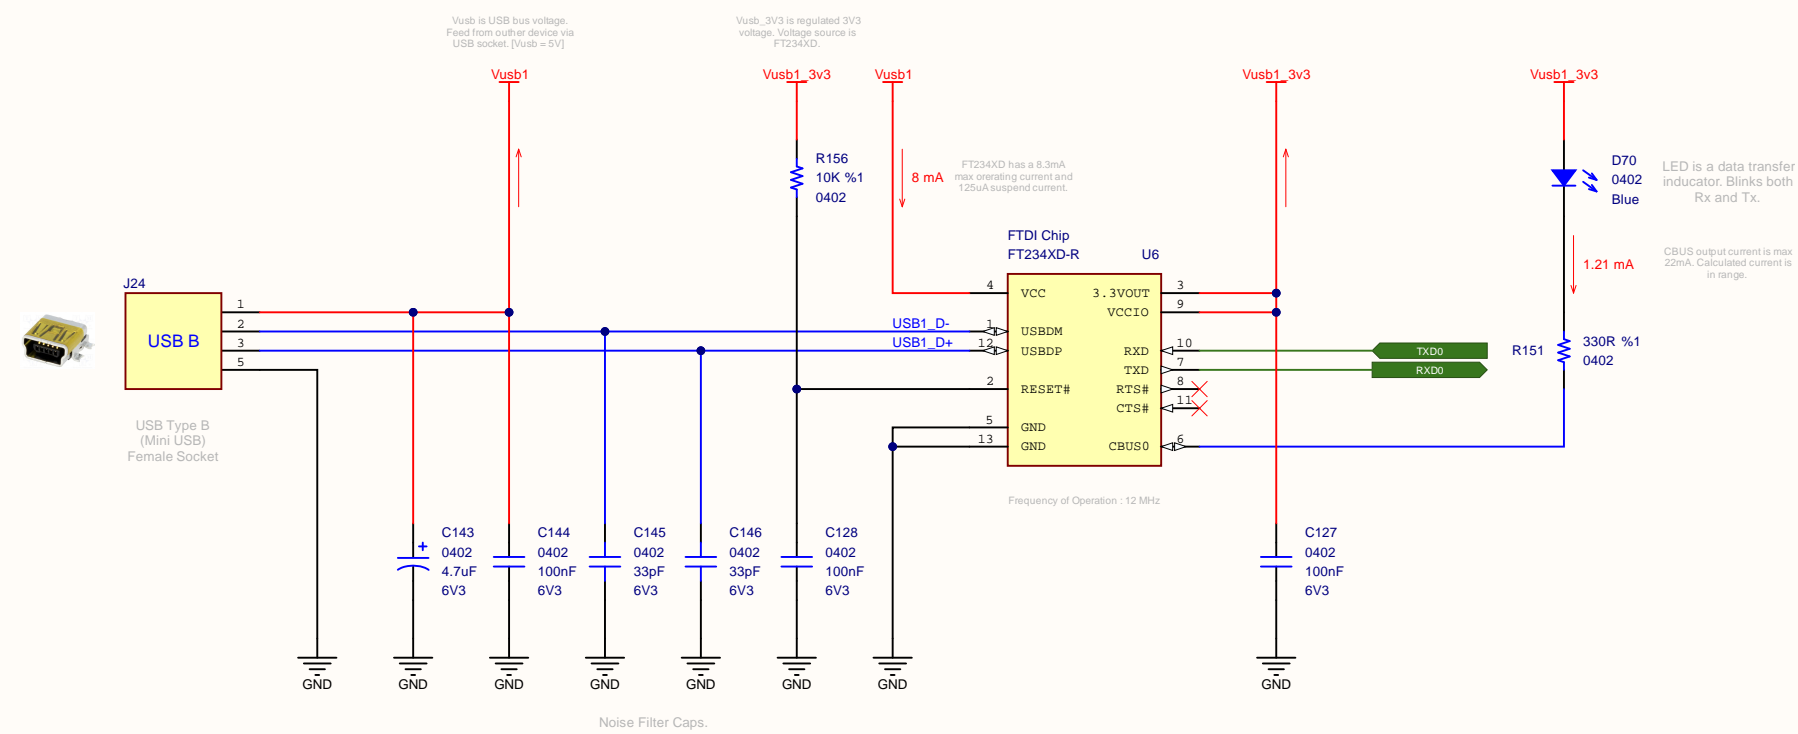 Vusb is USB bus voltage.
Feed from outher device via
USB socket. [Vusb = 5V]
Vusb_3V3 is regulated 3V3
voltage. Voltage source is
FT234XD.
Vusb1
Vusb1_3v3
Vusb1
Vusb1_3v3
Vusb1_3v3
R156
10K %1
0402
8 mA
FT234XD has a 8.3mA
max orerating current and
125uA suspend current.
D70
0402
Blue
LED is a data transfer
inducator. Blinks both
Rx and Tx.
CBUS output current is max
22mA. Calculated current is
in range.
1.21 mA
FTDI Chip
FT234XD-R
U6
J24
USB B
1
2
3
5
USB Type B
(Mini USB)
Female Socket
USB1_D-
USB1_D+
4
1
12
2
5
13
VCC
USBDM
USBDP
RESET#
GND
GND
3.3VOUT
VCCIO
RXD
TXD
RTS#
CTS#
CBUS0
3
9
10
7
8
11
6
TXD0
RXD0
R151
330R %1
0402
Frequency of Operation : 12 MHz
C143
0402
4.7uF
6V3
+
C144
0402
100nF
6V3
C145
0402
33pF
6V3
C146
0402
33pF
6V3
C128
0402
100nF
6V3
C127
0402
100nF
6V3
GND
GND
GND
GND
GND
GND
GND
GND
Noise Filter Caps.